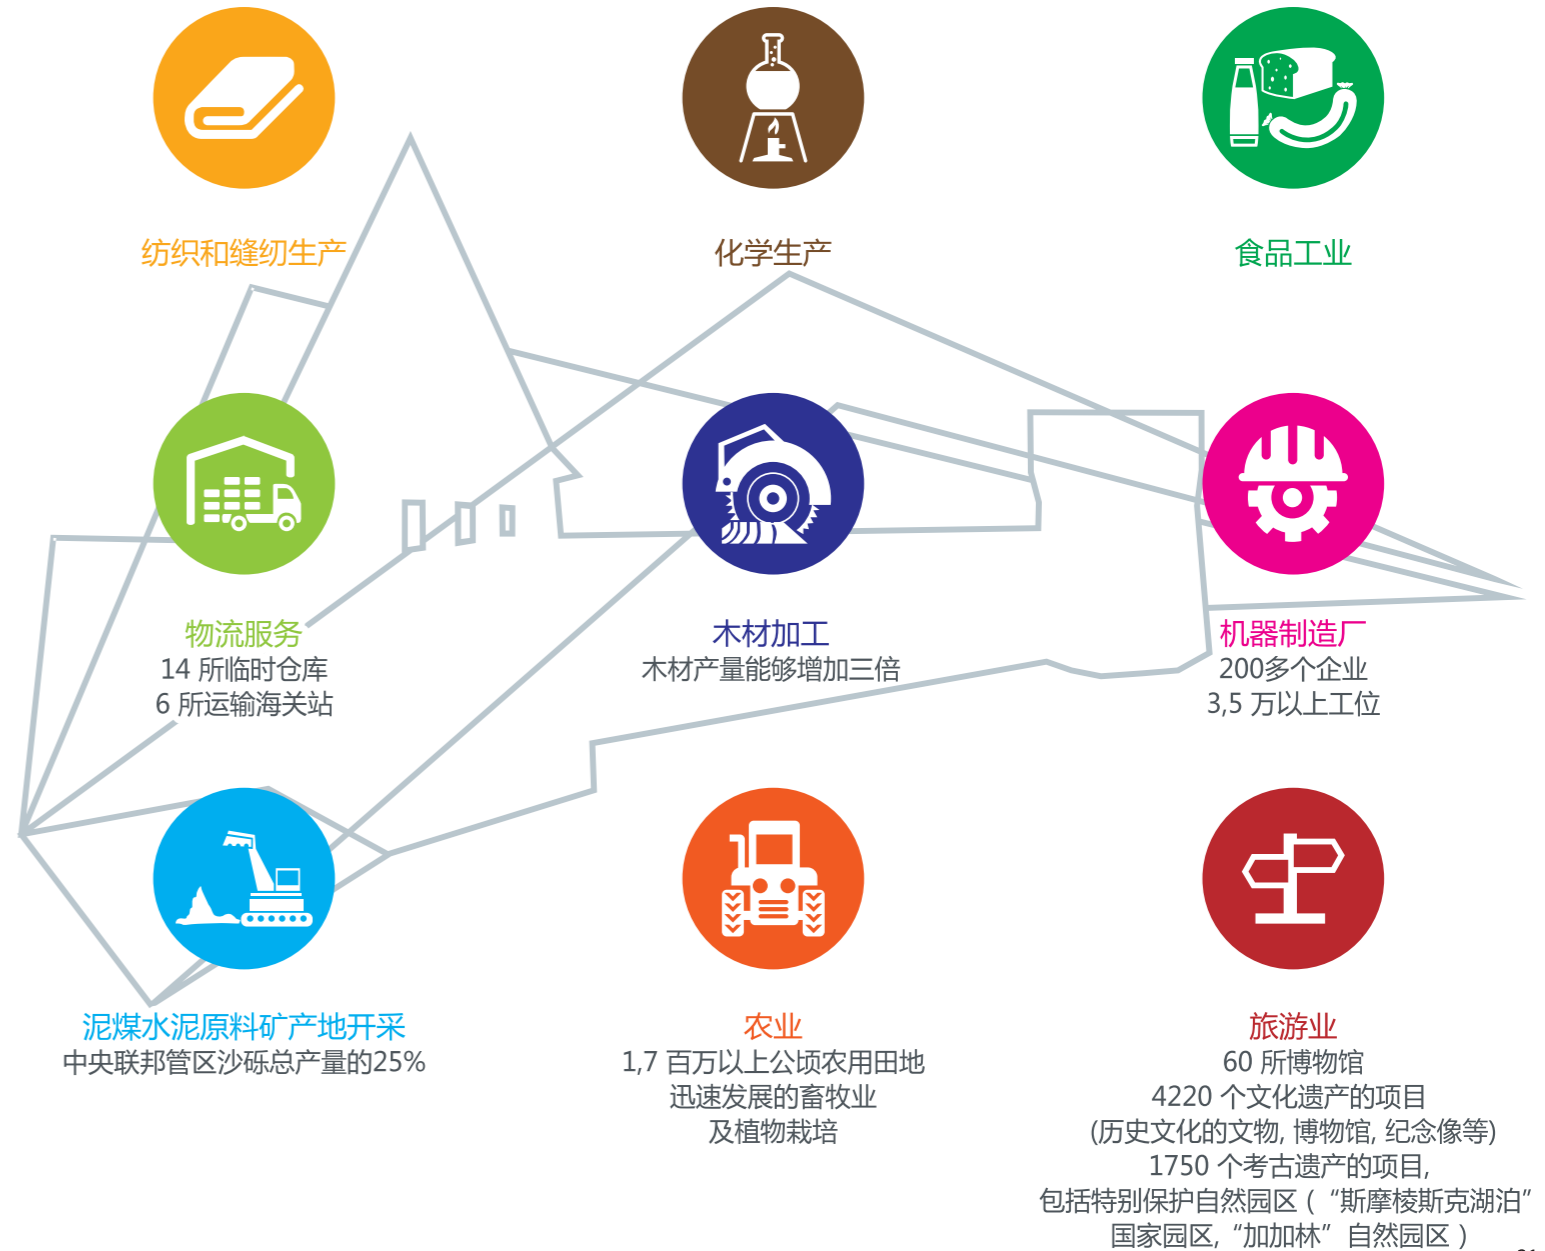 纺织和缝纫生产
化学生产
食品工业
物流服务
14 所临时仓库
6 所运输海关站
木材加工
木材产量能够增加三倍
机器制造厂
200多个企业
3,5 万以上工位
泥煤水泥原料矿产地开采
中央联邦管区沙砾总产量的25%
农业
1,7 百万以上公顷农用田地
迅速发展的畜牧业
及植物栽培
旅游业
60 所博物馆
4220 个文化遗产的项目
(历史文化的文物, 博物馆, 纪念像等)
1750 个考古遗产的项目,
包括特别保护自然园区 ( “斯摩棱斯克湖泊”
国家园区, “加加林” 自然园区 )